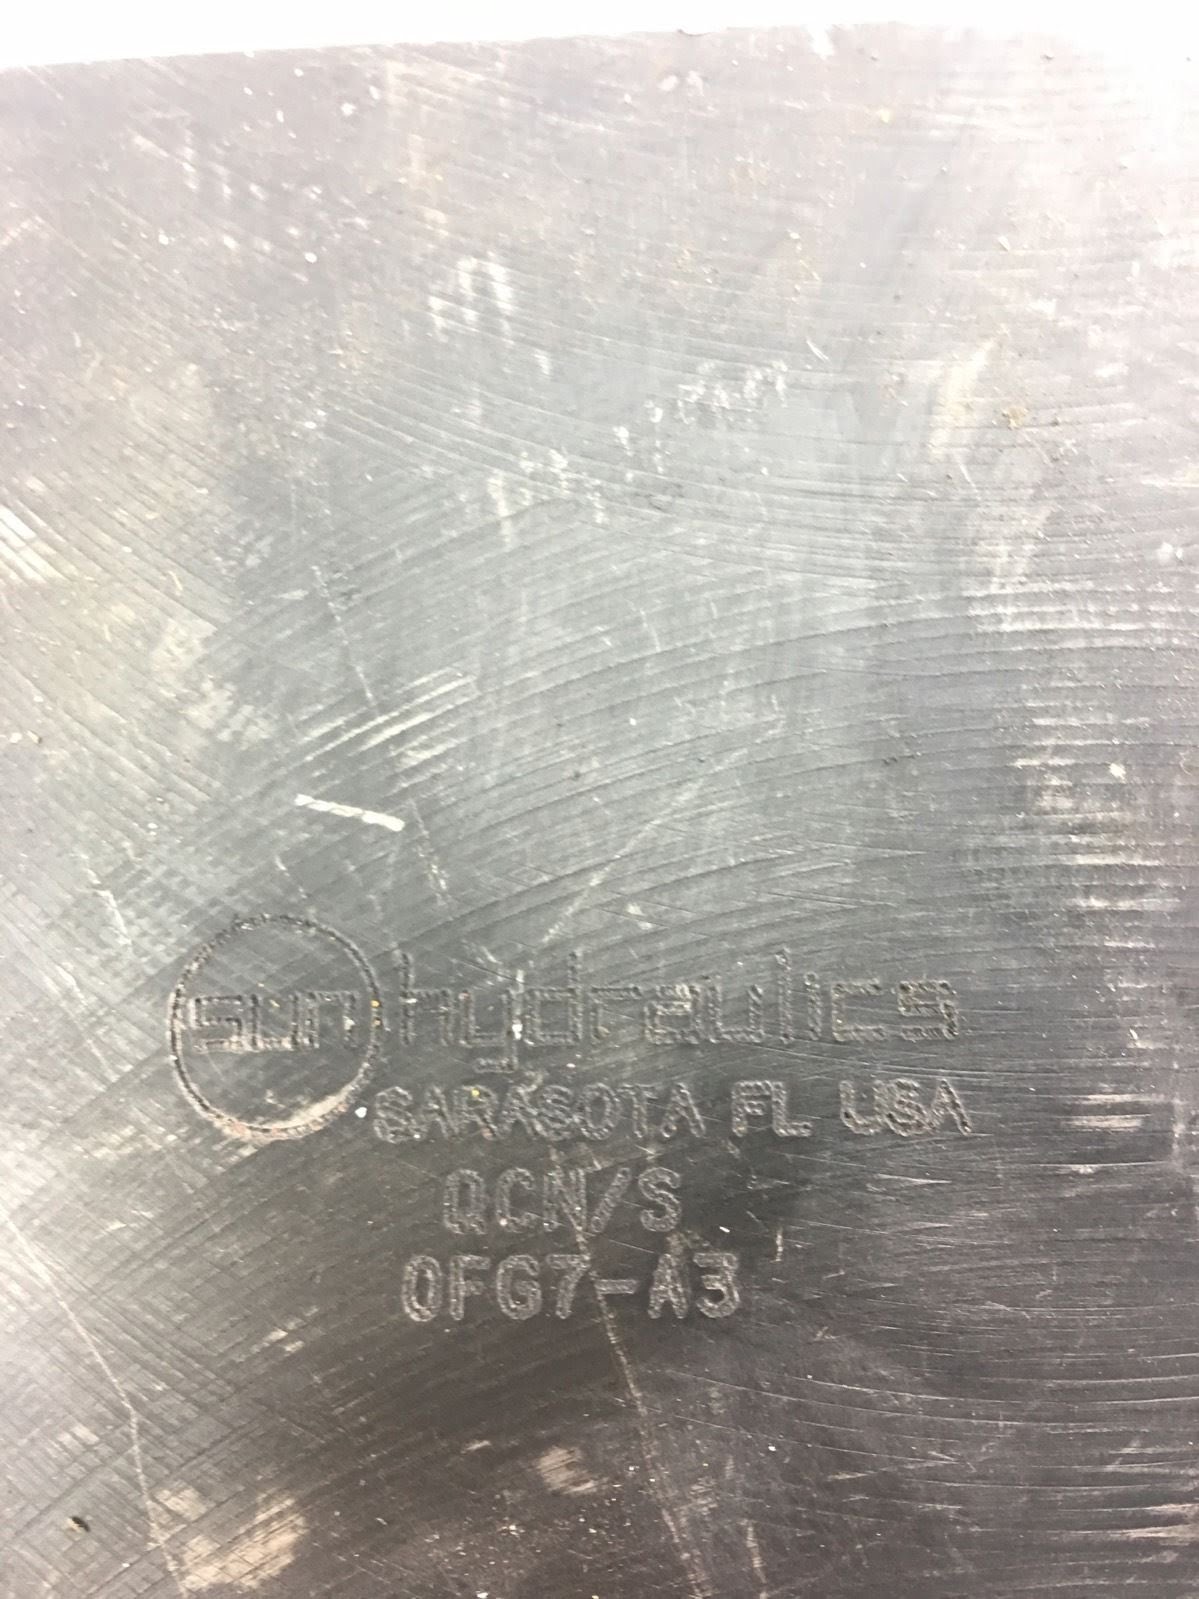 sun hydraulics
SARASOTA FL USA
QCN/S
0FG7-A3